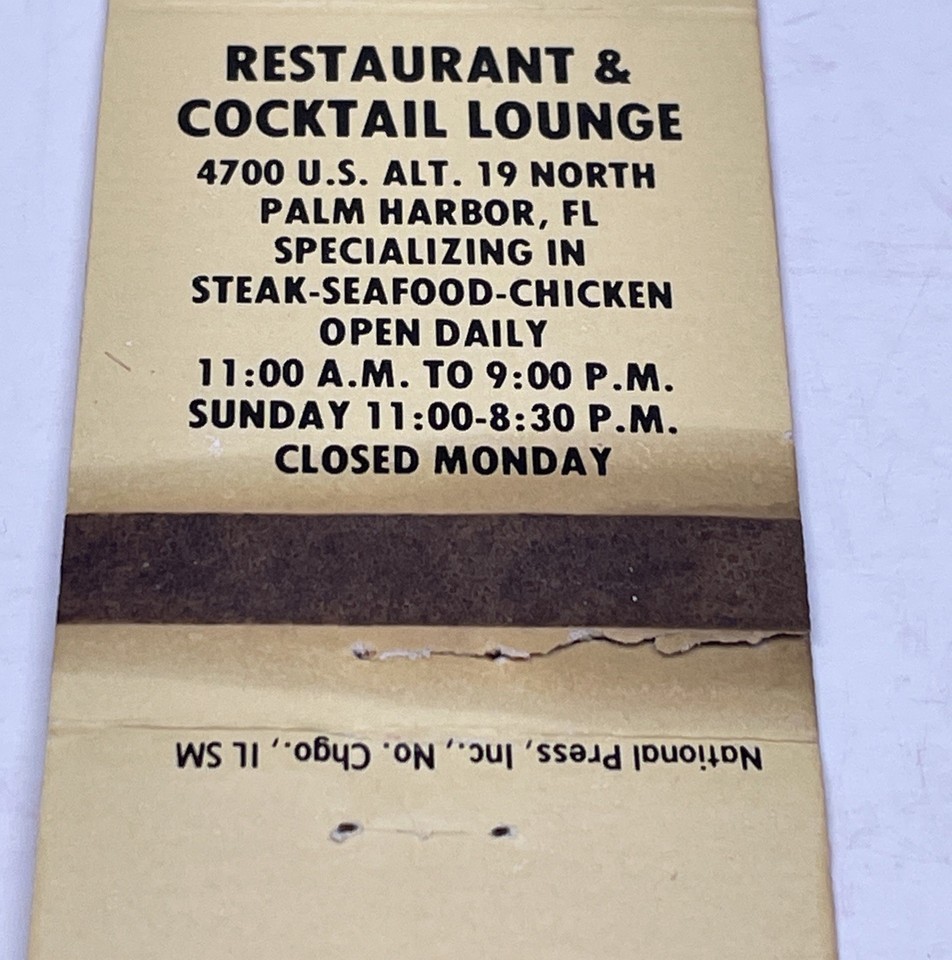 RESTAURANT &
COCKTAIL LOUNGE
4700 U.S. ALT. 19 NORTH
PALM HARBOR, FL
SPECIALIZING IN
STEAK-SEAFOOD-CHICKEN
OPEN DAILY
11:00 A.M. TO 9:00 P.M.
SUNDAY 11:00-8:30 P.M.
CLOSED MONDAY
National Press, Inc., No. Chgo., IL SM